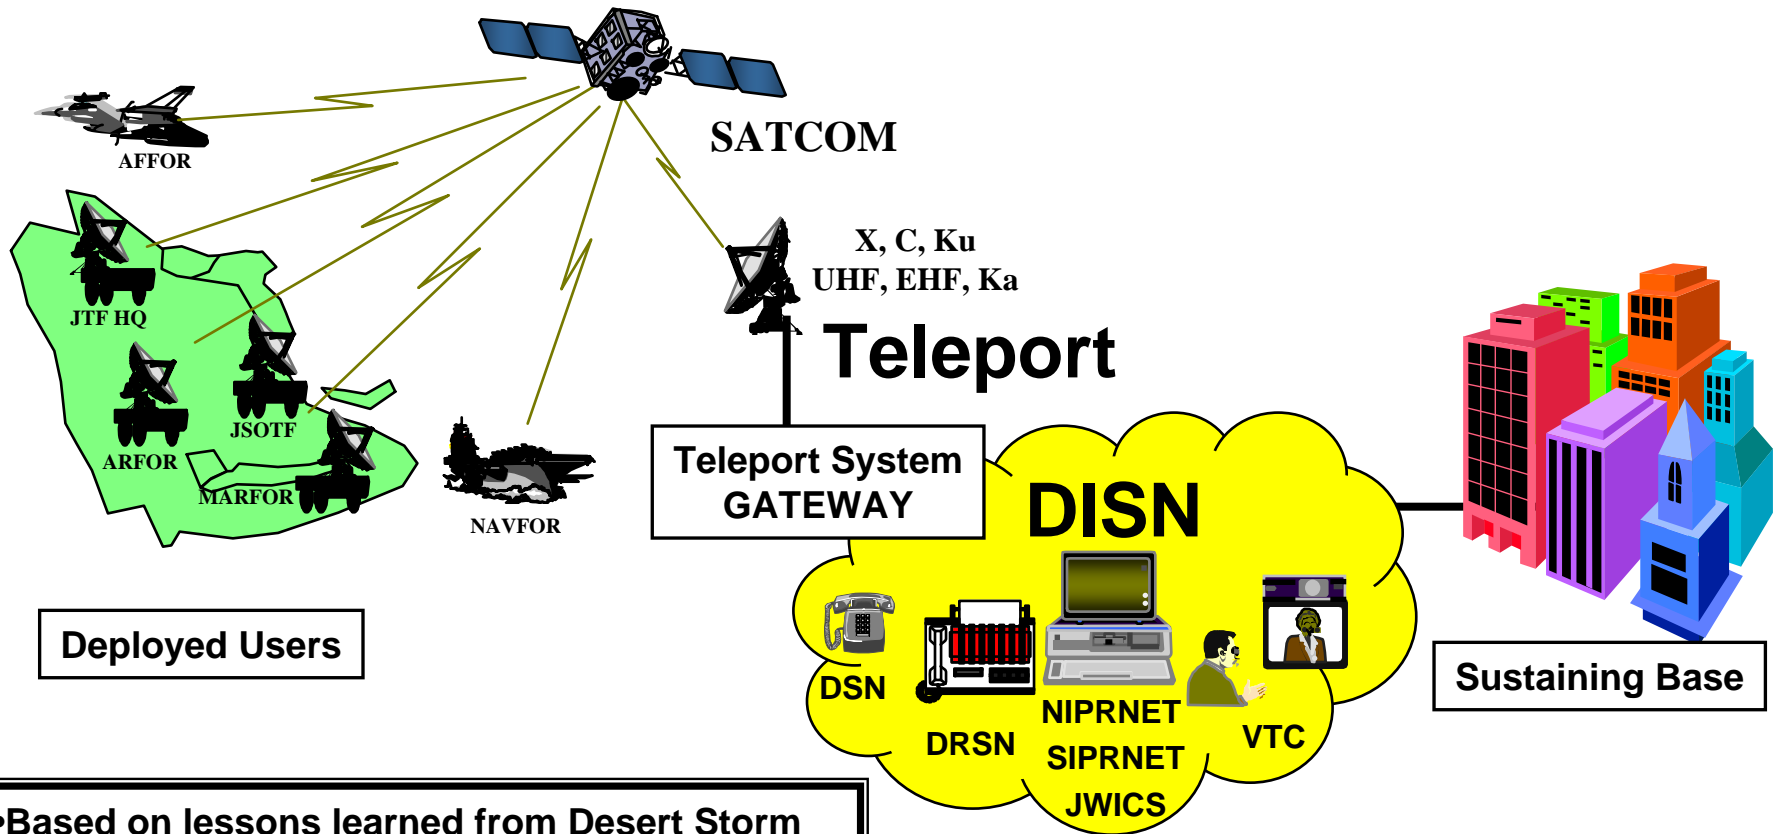 SATCOM
AFFOR
X, C, Ku
UHF, EHF, Ka
JTF HQ
Teleport
JSOTF
ARFOR
MARFOR
NAVFOR
Teleport System
GATEWAY
DISN
Deployed Users
DSN
DRSN
NIPRNET
SIPRNET
JWICS
VTC
Sustaining Base
•Based on lessons learned from Desert Storm